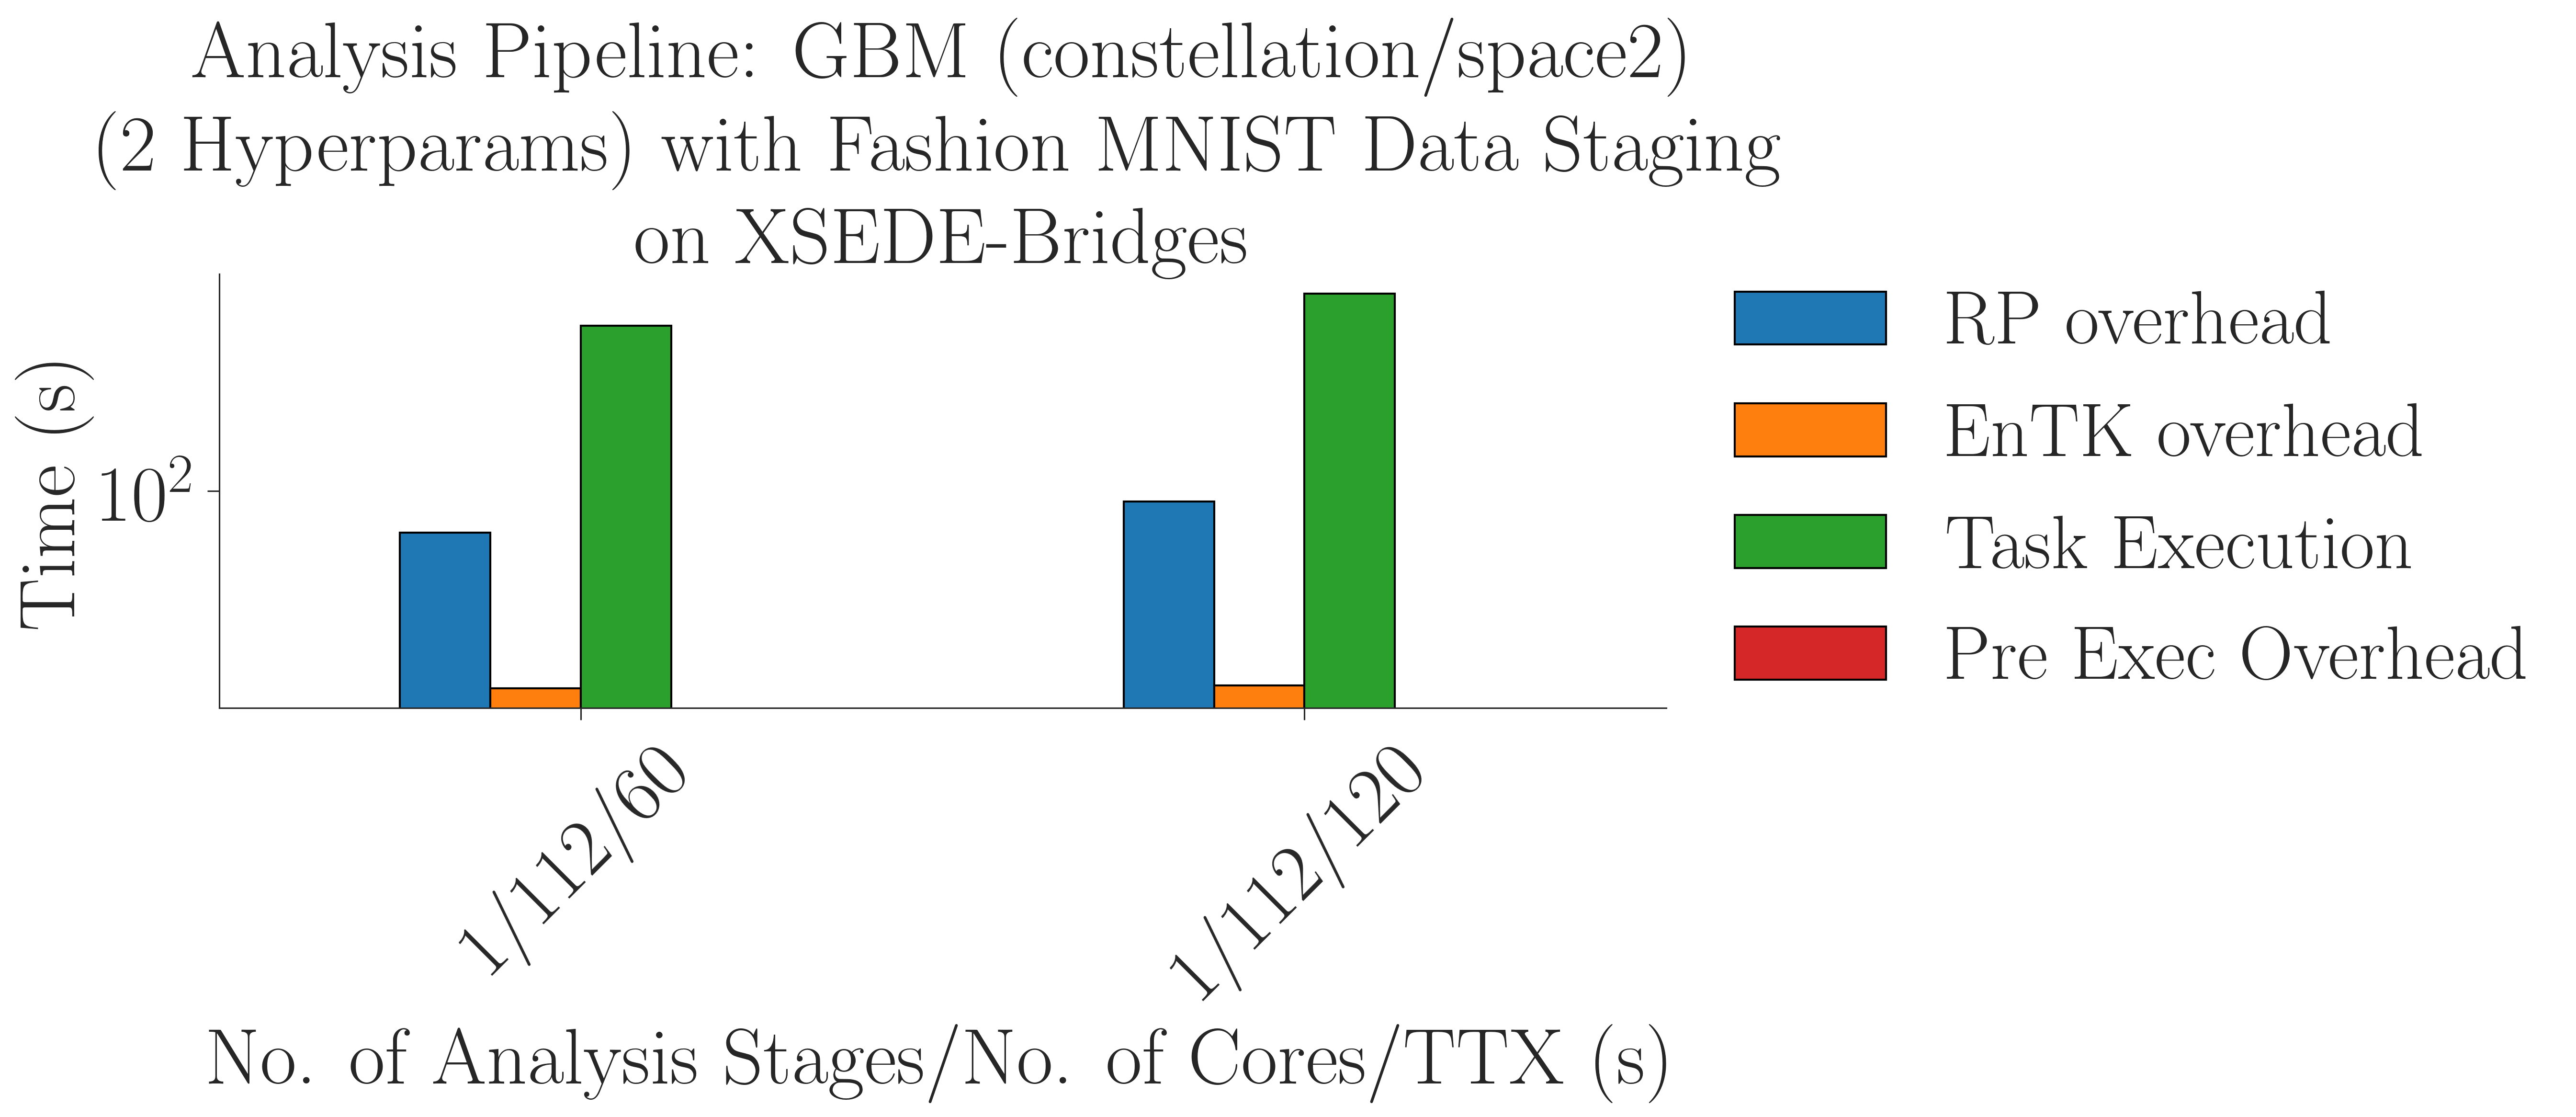 Analysis Pipeline: GBM (constellation/space2)
(2 Hyperparams) with Fashion MNIST Data Staging
on XSEDE-Bridges
Time (s)
10²
RP overhead
EnTK overhead
Task Execution
Pre Exec Overhead
1/112/60
1/112/120
No. of Analysis Stages/No. of Cores/TTX (s)